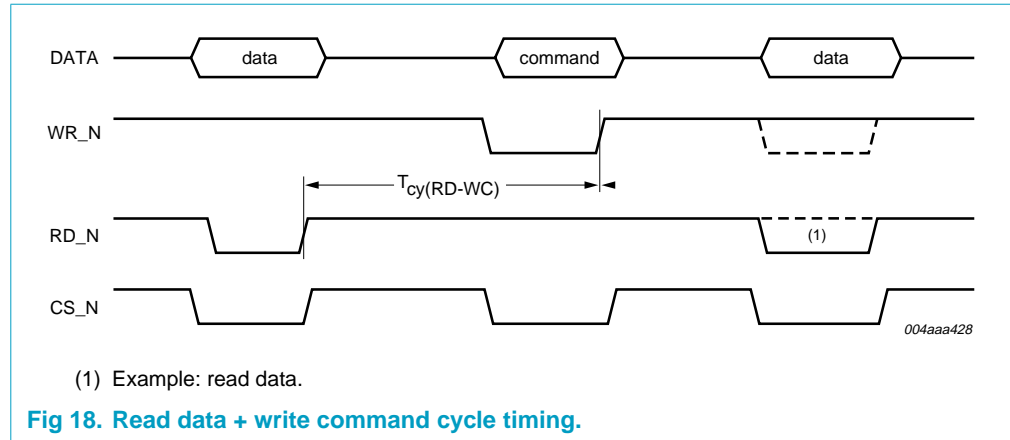 DATA data command data
WR_N
T_cy(RD-WC)
RD_N (1)
CS_N
004aaa428
(1) Example: read data.
Fig 18. Read data + write command cycle timing.